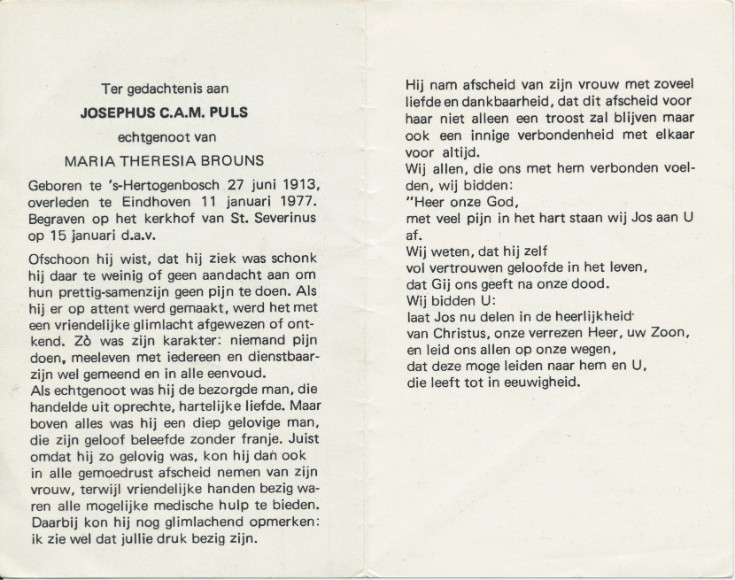 Ter gedachtenis aan
JOSEPHUS C.A.M. PULS
echtgenoot van
MARIA THERESIA BROUNS
Geboren te 's-Hertogenbosch 27 juni 1913,
overleden te Eindhoven 11 januari 1977.
Begraven op het kerkhof van St. Severinus
op 15 januari d.a.v.
Ofschoon hij wist, dat hij ziek was schonk
hij daar te weinig of geen aandacht aan om
hun prettig-samenzijn geen pijn te doen. Als
hij er op attent werd gemaakt, werd het met
een vriendelijke glimlacht afgewezen of ont-
kend. Zò was zijn karakter: niemand pijn
doen, meeleven met iedereen en dienstbaar-
zijn wel gemeend en in alle eenvoud.
Als echtgenoot was hij de bezorgde man, die
handelde uit oprechte, hartelijke liefde. Maar
boven alles was hij een diep gelovige man,
die zijn geloof beleefde zonder franje. Juist
omdat hij zo gelovig was, kon hij dan ook
in alle gemoedrust afscheid nemen van zijn
vrouw, terwijl vriendelijke handen bezig wa-
ren alle mogelijke medische hulp te bieden.
Daarbij kon hij nog glimlachend opmerken:
ik zie wel dat jullie druk bezig zijn.
Hij nam afscheid van zijn vrouw met zoveel
liefde en dankbaarheid, dat dit afscheid voor
haar niet alleen een troost zal blijven maar
ook een innige verbondenheid met elkaar
voor altijd.
Wij allen, die ons met hem verbonden voel-
den, wij bidden:
"Heer onze God,
met veel pijn in het hart staan wij Jos aan U
af.
Wij weten, dat hij zelf
vol vertrouwen geloofde in het leven,
dat Gij ons geeft na onze dood.
Wij bidden U:
laat Jos nu delen in de heerlijkheid
van Christus, onze verrezen Heer, uw Zoon,
en leid ons allen op onze wegen,
dat deze moge leiden naar hem en U,
die leeft tot in eeuwigheid.